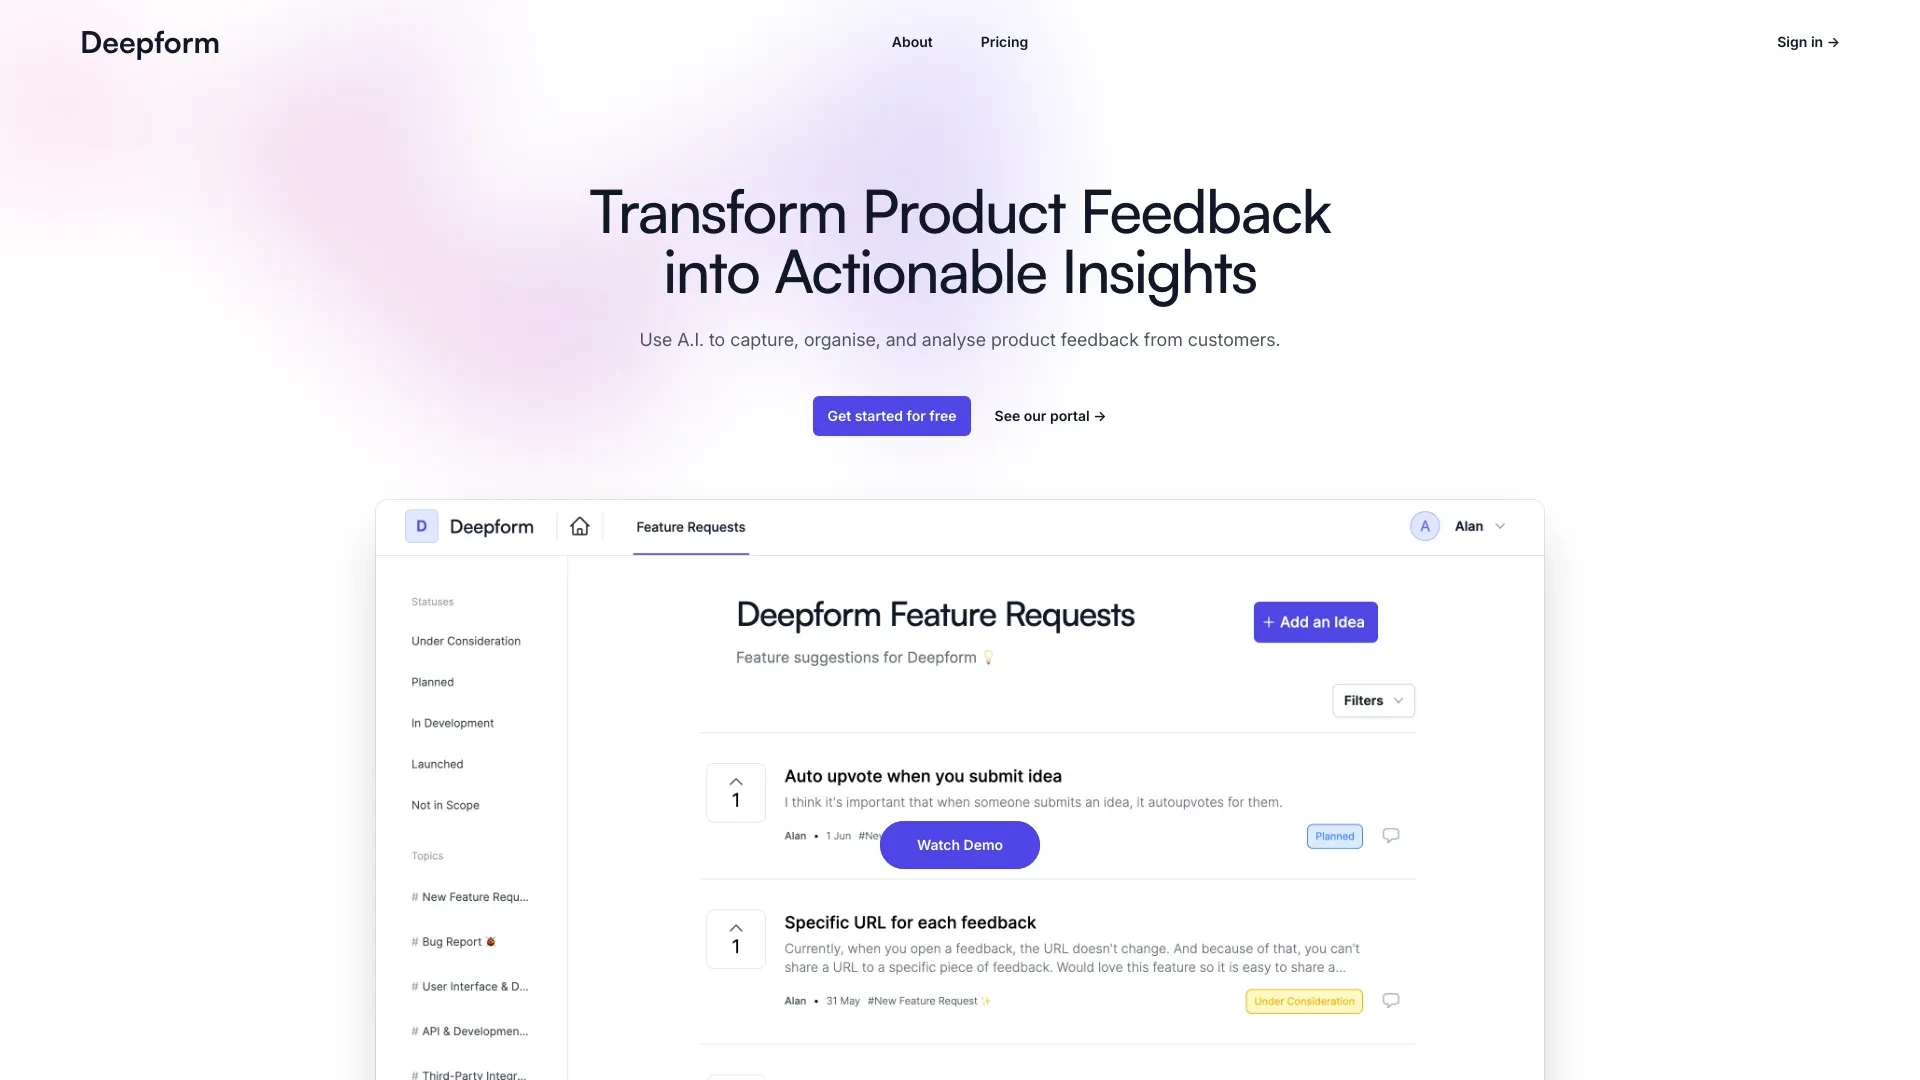 Deepform
About
Pricing
Sign in →
Transform Product Feedback
into Actionable Insights
Use A.I. to capture, organise, and analyse product feedback from customers.
Get started for free
See our portal →
D Deepform
Feature Requests
A Alan
Statuses
Under Consideration
Planned
In Development
Launched
Not in Scope
Topics
# New Feature Requ...
# Bug Report 🐞
# User Interface & D...
# API & Developmen...
# Third-Party Integr...
Deepform Feature Requests
Feature suggestions for Deepform 💡
+ Add an Idea
Filters
1
Auto upvote when you submit idea
I think it's important that when someone submits an idea, it autoupvotes for them.
Alan • 1 Jun #New
Planned
Watch Demo
1
Specific URL for each feedback
Currently, when you open a feedback, the URL doesn't change. And because of that, you can't
share a URL to a specific piece of feedback. Would love this feature so it is easy to share a...
Alan • 31 May #New Feature Request ✨
Under Consideration